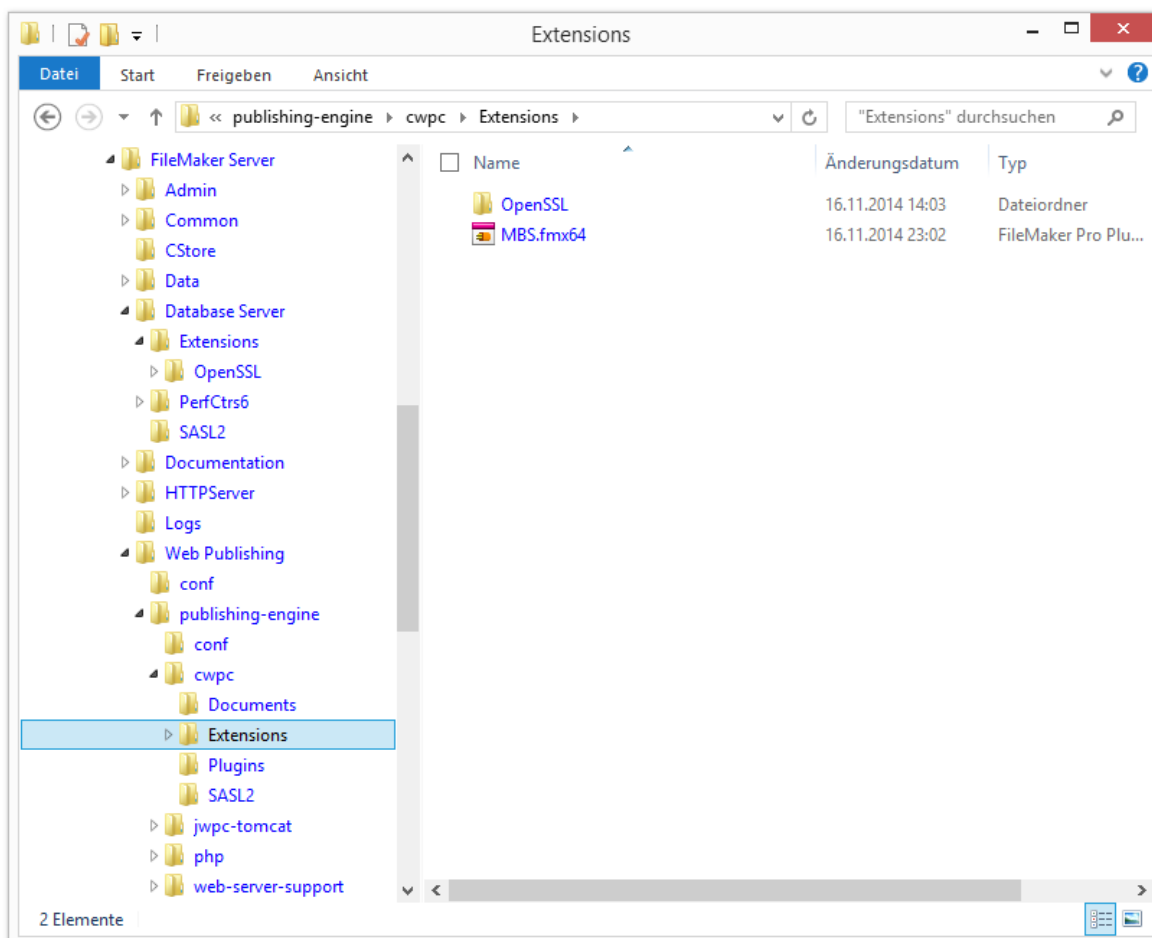 Extensions
Datei Start Freigeben Ansicht
« publishing-engine cwpc Extensions "Extensions" durchsuchen
Name Änderungsdatum Typ
OpenSSL 16.11.2014 14:03 Dateiordner
MBS.fmx64 16.11.2014 23:02 FileMaker Pro Plu...
FileMaker Server
Admin
Common
CStore
Data
Database Server
Extensions
OpenSSL
PerfCtrs6
SASL2
Documentation
HTTPServer
Logs
Web Publishing
conf
publishing-engine
conf
cwpc
Documents
Extensions
Plugins
SASL2
jwpc-tomcat
php
web-server-support
2 Elemente